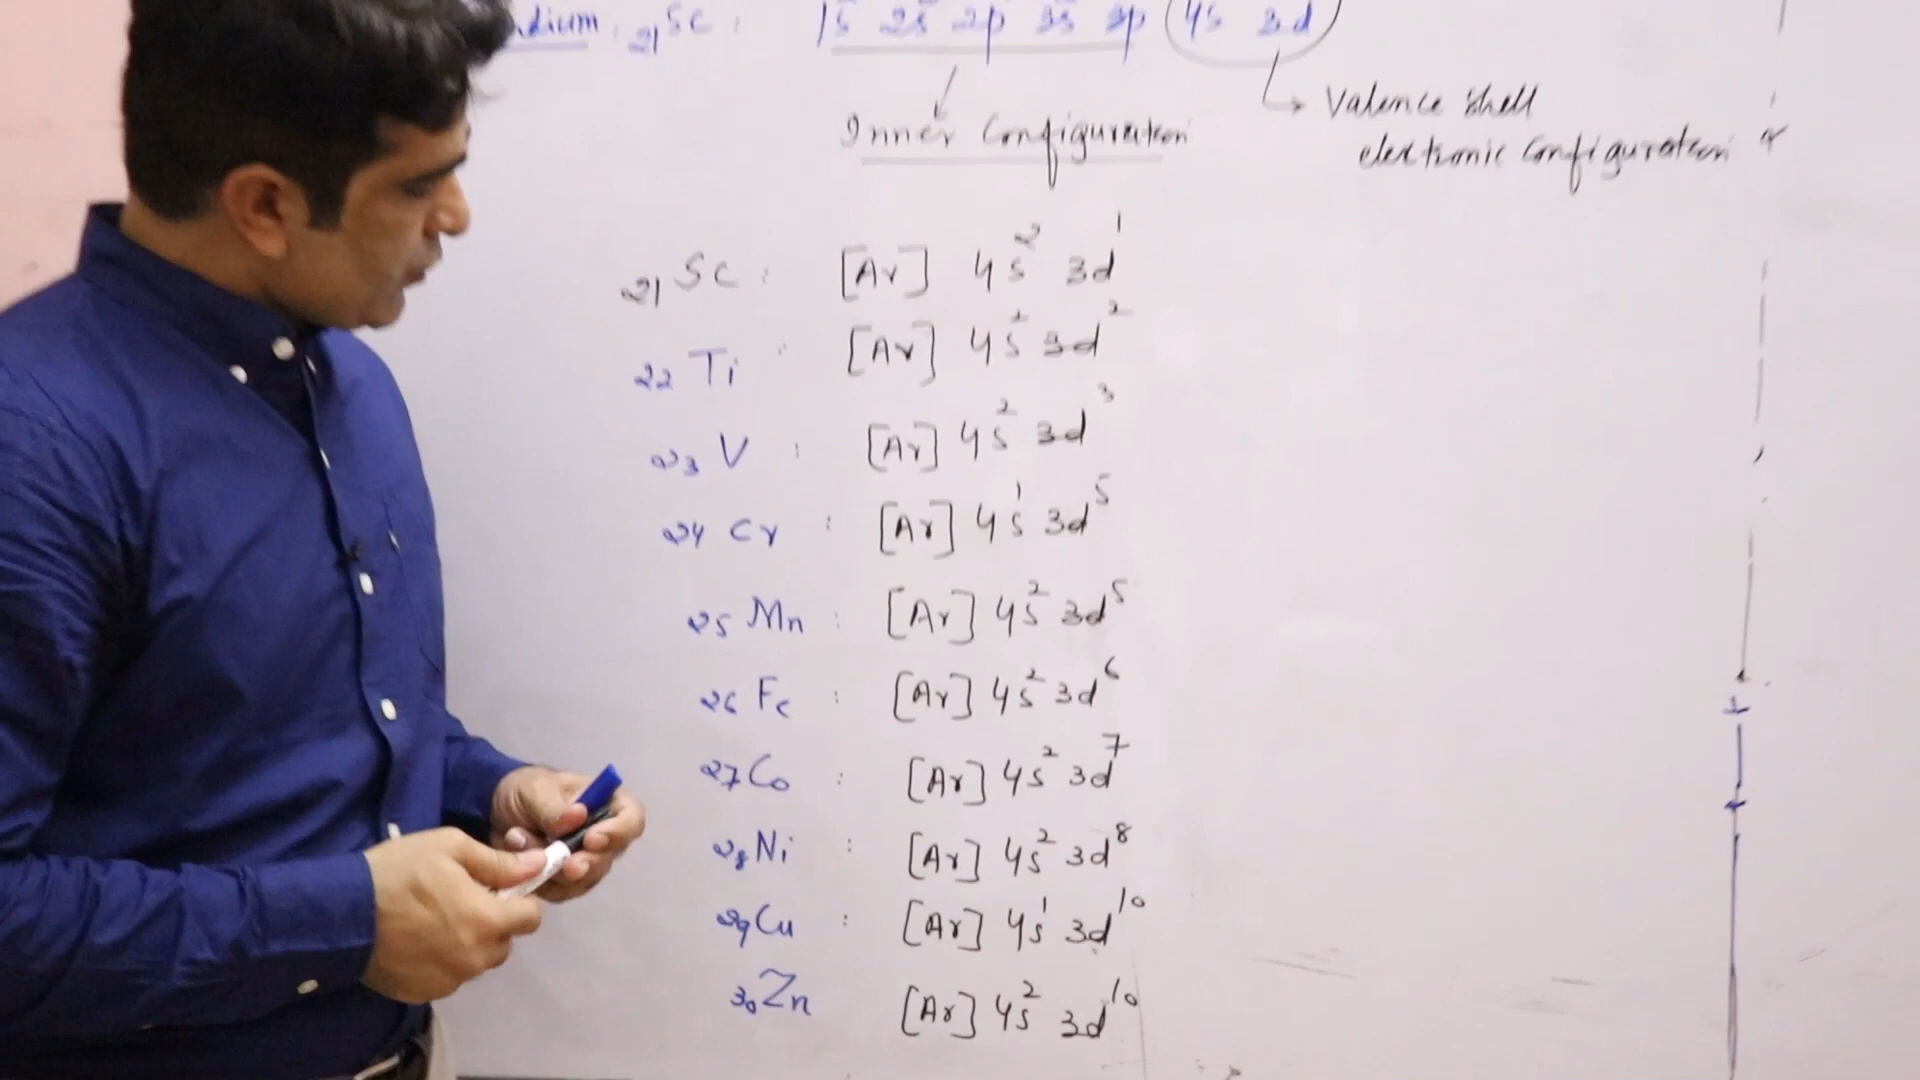 dium : ₂₁Sc : 1s 2s 2p 3s 3p 4s 3d
Valence shell
electronic Configuration
Inner Configuration
₂₁Sc : [Ar] 4s² 3d¹
₂₂Ti : [Ar] 4s² 3d²
₂₃V : [Ar] 4s² 3d³
₂₄Cr : [Ar] 4s¹ 3d⁵
₂₅Mn : [Ar] 4s² 3d⁵
₂₆Fe : [Ar] 4s² 3d⁶
₂₇Co : [Ar] 4s² 3d⁷
₂₈Ni : [Ar] 4s² 3d⁸
₂₉Cu : [Ar] 4s¹ 3d¹⁰
₃₀Zn [Ar] 4s² 3d¹⁰